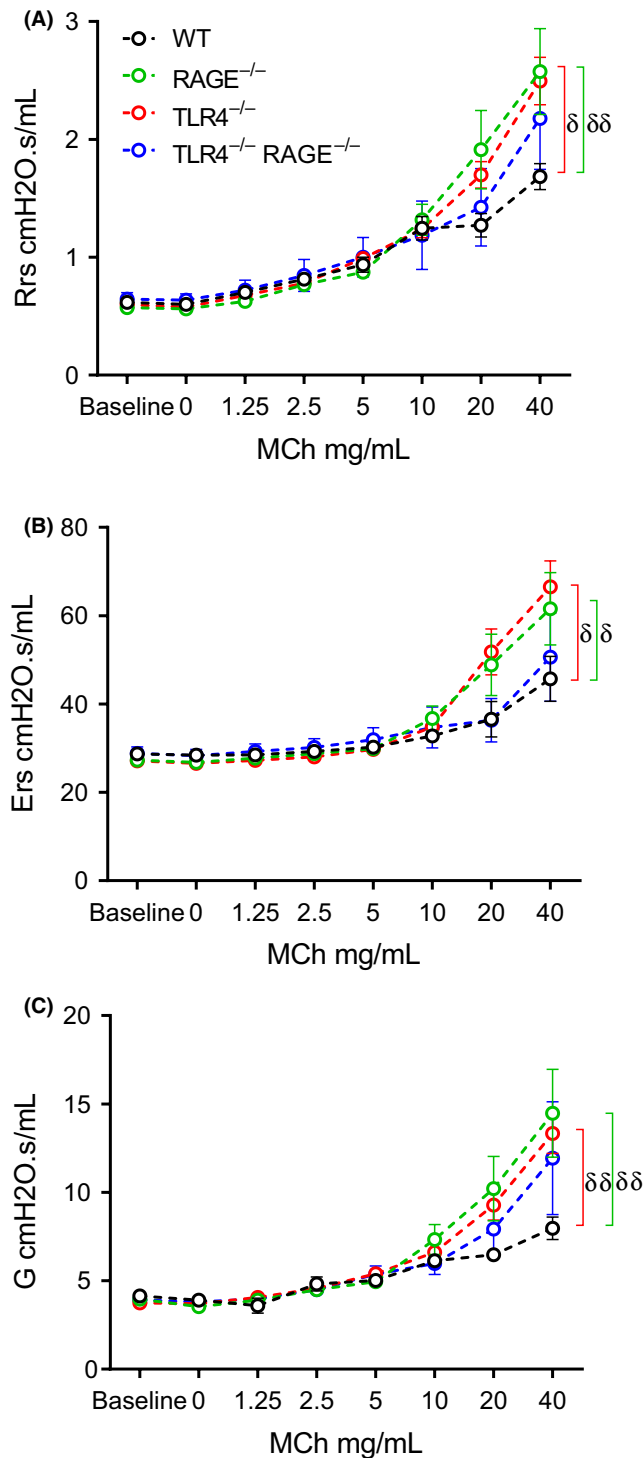 (A)
3
2
1
0
Rrs cmH2O.s/mL
WT
RAGE−/−
TLR4−/−
TLR4−/− RAGE−/−
δ δδ
Baseline 0 1.25 2.5 5 10 20 40
MCh mg/mL
(B)
80
60
40
20
0
Ers cmH2O.s/mL
δ δ
Baseline 0 1.25 2.5 5 10 20 40
MCh mg/mL
(C)
20
15
10
5
0
G cmH2O.s/mL
δδ δδ
Baseline 0 1.25 2.5 5 10 20 40
MCh mg/mL